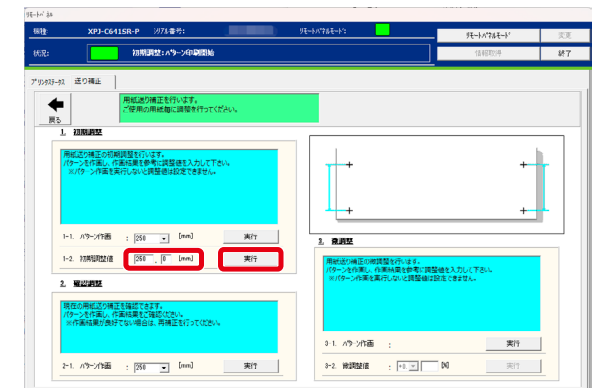 ﾘﾓｰﾄﾊﾟﾈﾙ
機種: XPJ-C641SR-P ｼﾘｱﾙ番号: ﾘﾓｰﾄﾊﾟﾈﾙﾓｰﾄﾞ: ﾘﾓｰﾄﾊﾟﾈﾙﾓｰﾄﾞ 変更
状況: 初期調整:ﾊﾟﾀｰﾝ印刷開始 情報取得 終了
ﾌﾟﾘﾝﾀｽﾃｰﾀｽ 送り補正
戻る
用紙送り補正を行います。
ご使用の用紙毎に調整を行ってください。
1. 初期調整
用紙送り補正の初期調整を行います。
パターンを作画し、作画結果を参考に調整値を入力して下さい。
※パターン作画を実行しないと調整値は設定できません。
1-1. パターン作画 : 250 [mm] 実行
1-2. 初期調整値 250 . 0 [mm] 実行
2. 確認調整
現在の用紙送り補正を確認できます。
パターンを作画し、作画結果をご確認ください。
※作画結果が良好でない場合は、再補正を行ってください。
2-1. パターン作画 : 250 [mm] 実行
3. 微調整
用紙送り補正の微調整を行います。
パターンを作画し、作画結果を参考に調整値を入力して下さい。
※パターン作画を実行しないと調整値は設定できません。
3-1. パターン作画 : 実行
3-2. 微調整値 : +0 [%] 実行